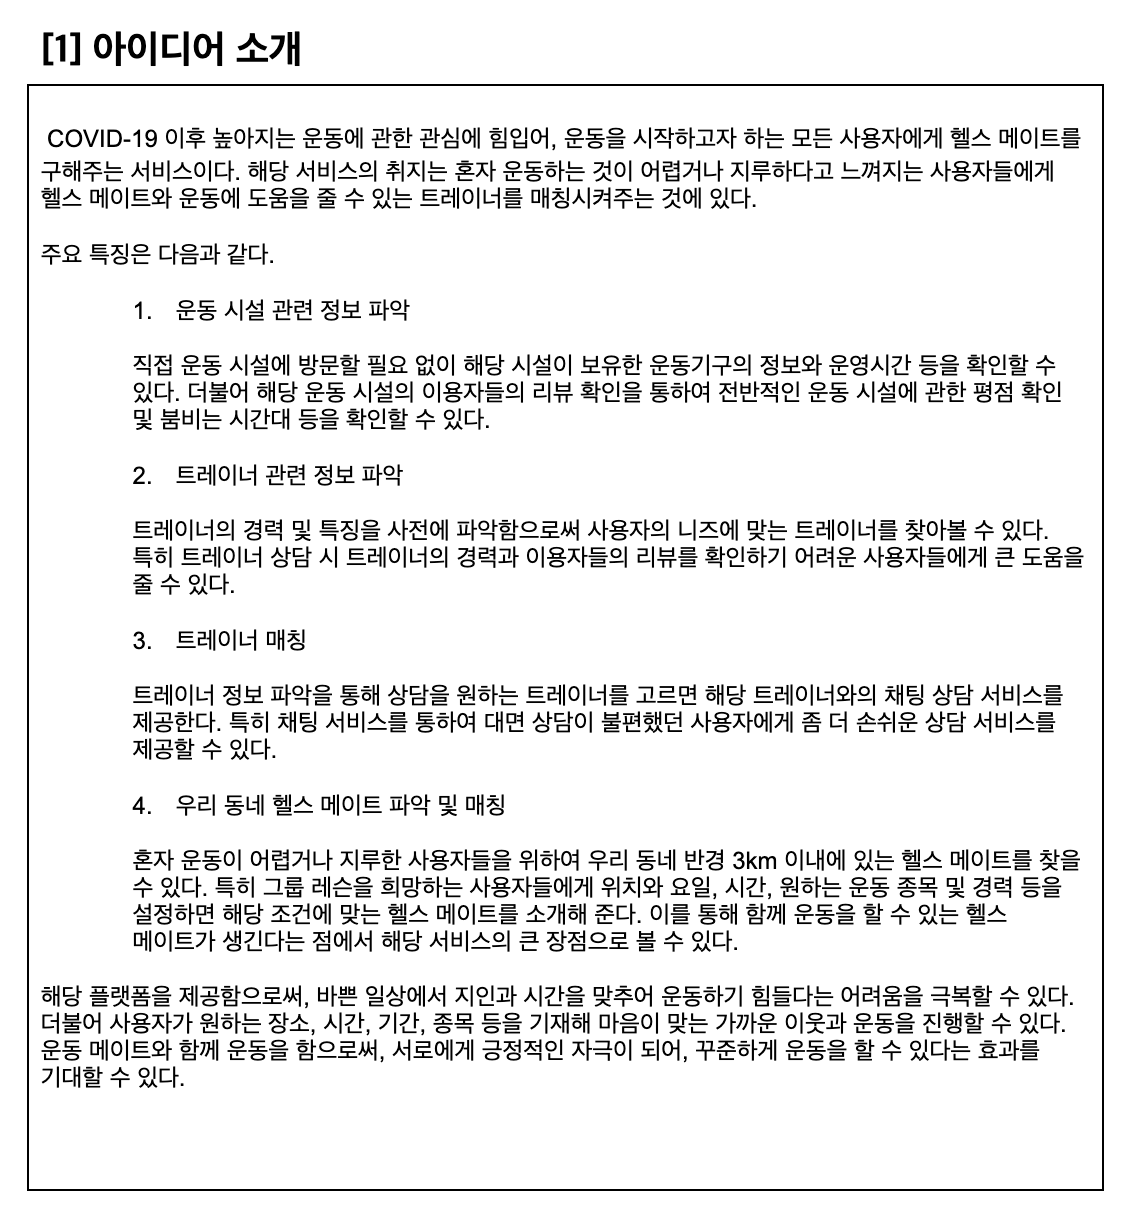 [1] 아이디어 소개
COVID-19 이후 높아지는 운동에 관한 관심에 힘입어, 운동을 시작하고자 하는 모든 사용자에게 헬스 메이트를
구해주는 서비스이다. 해당 서비스의 취지는 혼자 운동하는 것이 어렵거나 지루하다고 느껴지는 사용자들에게
헬스 메이트와 운동에 도움을 줄 수 있는 트레이너를 매칭시켜주는 것에 있다.
주요 특징은 다음과 같다.
1. 운동 시설 관련 정보 파악
직접 운동 시설에 방문할 필요 없이 해당 시설이 보유한 운동기구의 정보와 운영시간 등을 확인할 수
있다. 더불어 해당 운동 시설의 이용자들의 리뷰 확인을 통하여 전반적인 운동 시설에 관한 평점 확인
및 붐비는 시간대 등을 확인할 수 있다.
2. 트레이너 관련 정보 파악
트레이너의 경력 및 특징을 사전에 파악함으로써 사용자의 니즈에 맞는 트레이너를 찾아볼 수 있다.
특히 트레이너 상담 시 트레이너의 경력과 이용자들의 리뷰를 확인하기 어려운 사용자들에게 큰 도움을
줄 수 있다.
3. 트레이너 매칭
트레이너 정보 파악을 통해 상담을 원하는 트레이너를 고르면 해당 트레이너와의 채팅 상담 서비스를
제공한다. 특히 채팅 서비스를 통하여 대면 상담이 불편했던 사용자에게 좀 더 손쉬운 상담 서비스를
제공할 수 있다.
4. 우리 동네 헬스 메이트 파악 및 매칭
혼자 운동이 어렵거나 지루한 사용자들을 위하여 우리 동네 반경 3km 이내에 있는 헬스 메이트를 찾을
수 있다. 특히 그룹 레슨을 희망하는 사용자들에게 위치와 요일, 시간, 원하는 운동 종목 및 경력 등을
설정하면 해당 조건에 맞는 헬스 메이트를 소개해 준다. 이를 통해 함께 운동을 할 수 있는 헬스
메이트가 생긴다는 점에서 해당 서비스의 큰 장점으로 볼 수 있다.
해당 플랫폼을 제공함으로써, 바쁜 일상에서 지인과 시간을 맞추어 운동하기 힘들다는 어려움을 극복할 수 있다.
더불어 사용자가 원하는 장소, 시간, 기간, 종목 등을 기재해 마음이 맞는 가까운 이웃과 운동을 진행할 수 있다.
운동 메이트와 함께 운동을 함으로써, 서로에게 긍정적인 자극이 되어, 꾸준하게 운동을 할 수 있다는 효과를
기대할 수 있다.